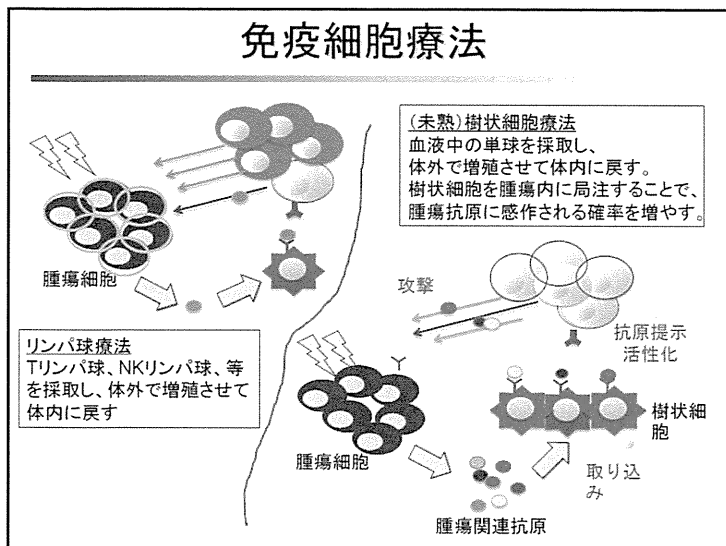 免疫細胞療法
腫瘍細胞
リンパ球療法
Tリンパ球、NKリンパ球、等
を採取し、体外で増殖させて
体内に戻す
(未熟)樹状細胞療法
血液中の単球を採取し、
体外で増殖させて体内に戻す。
樹状細胞を腫瘍内に局注することで、
腫瘍抗原に感作される確率を増やす。
攻撃
抗原提示
活性化
樹状細
胞
腫瘍細胞
取り込
み
腫瘍関連抗原